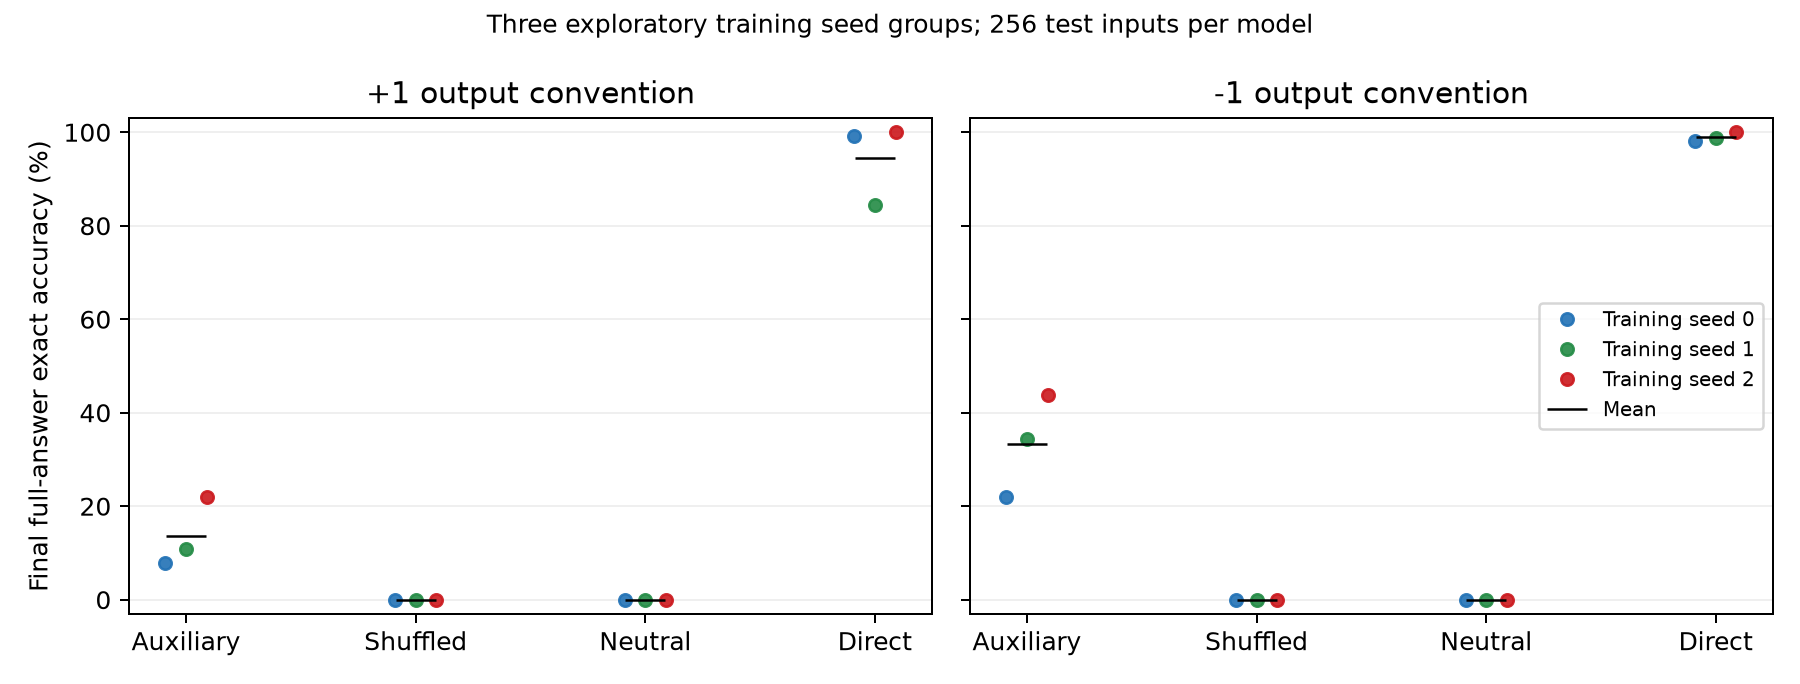 Three exploratory training seed groups; 256 test inputs per model
+1 output convention
-1 output convention
Final full-answer exact accuracy (%)
100
80
60
40
20
0
Training seed 0
Training seed 1
Training seed 2
Mean
Auxiliary Shuffled Neutral Direct
Auxiliary Shuffled Neutral Direct